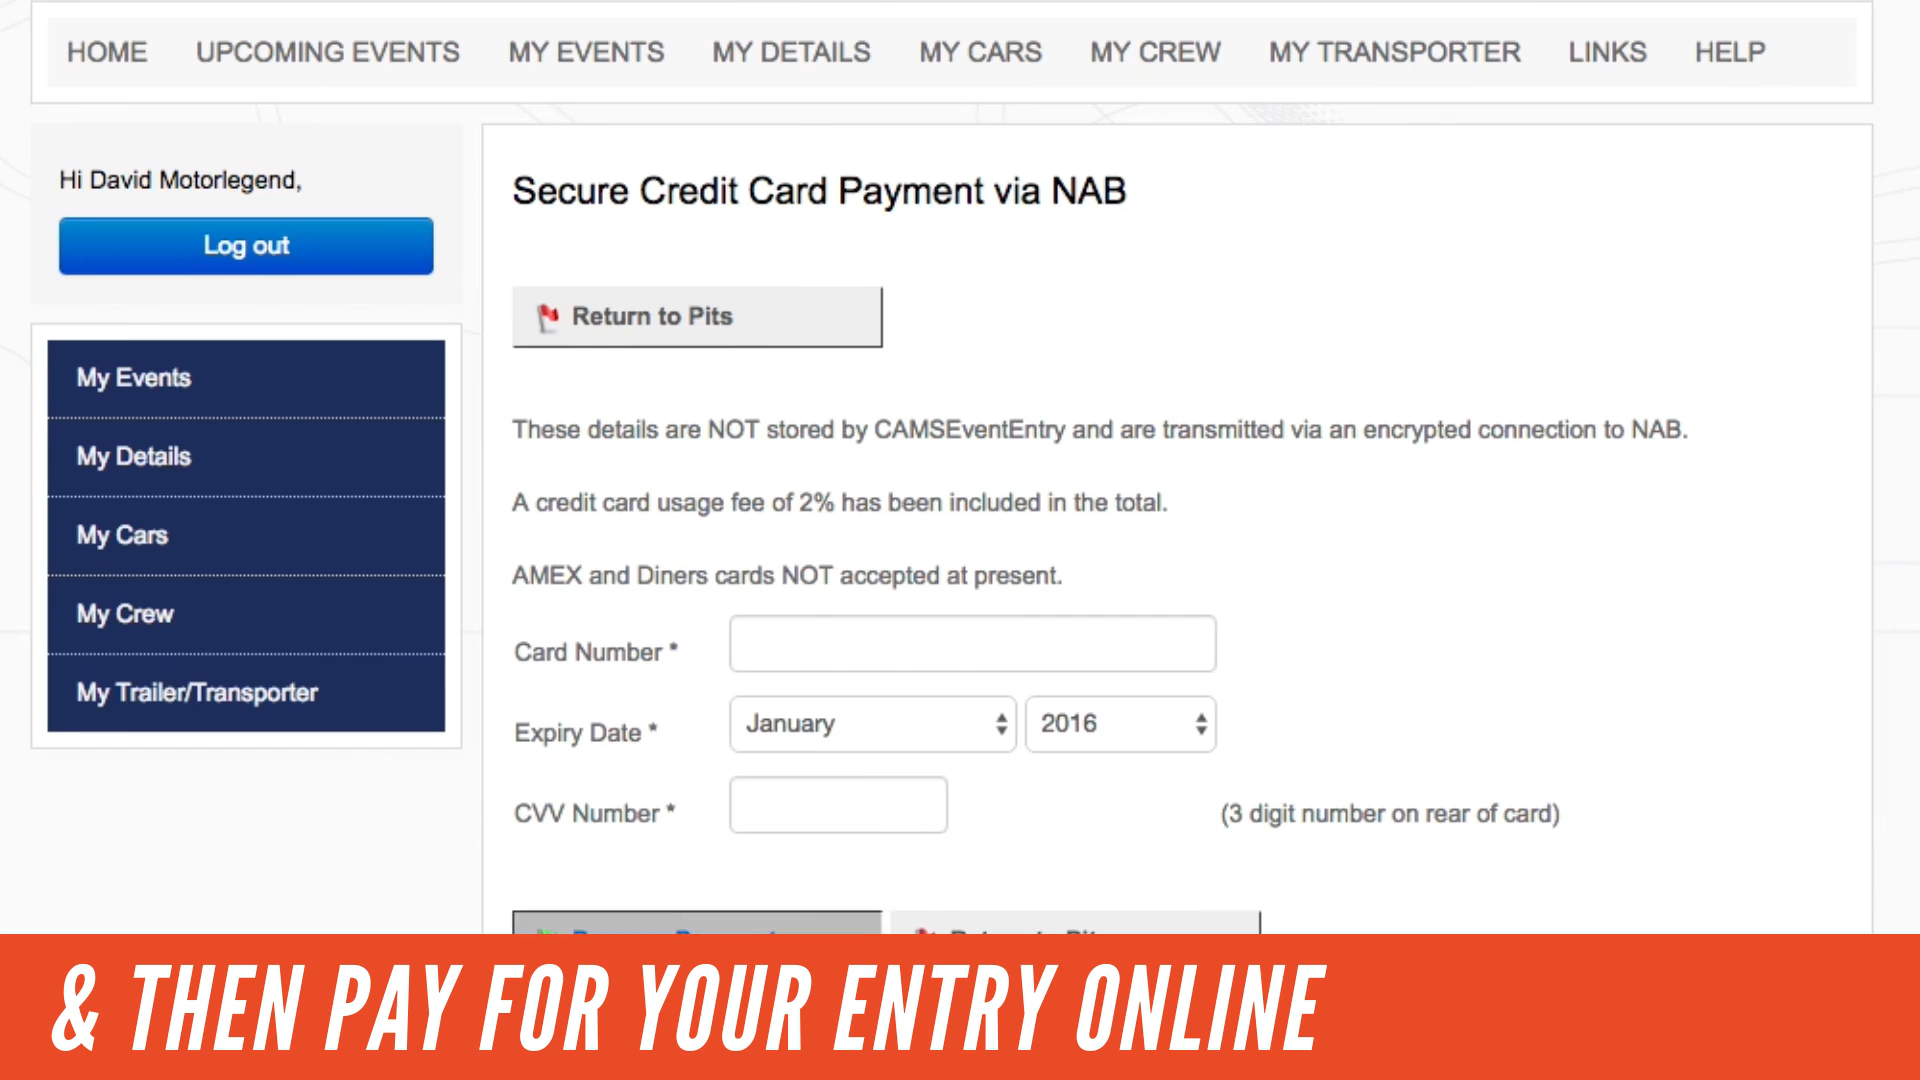 HOME UPCOMING EVENTS MY EVENTS MY DETAILS MY CARS MY CREW MY TRANSPORTER LINKS HELP
Hi David Motorlegend,
Log out
My Events
My Details
My Cars
My Crew
My Trailer/Transporter
Secure Credit Card Payment via NAB
Return to Pits
These details are NOT stored by CAMSEventEntry and are transmitted via an encrypted connection to NAB.
A credit card usage fee of 2% has been included in the total.
AMEX and Diners cards NOT accepted at present.
Card Number *
Expiry Date * January 2016
CVV Number * (3 digit number on rear of card)
& THEN PAY FOR YOUR ENTRY ONLINE